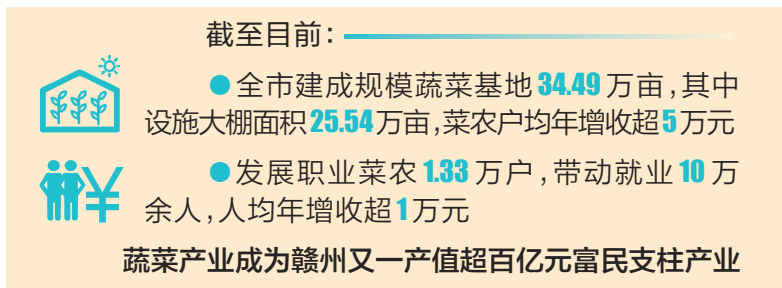 截至目前：
●全市建成规模蔬菜基地34.49万亩，其中
设施大棚面积25.54万亩，菜农户均年增收超5万元
●发展职业菜农1.33万户，带动就业10万
余人，人均年增收超1万元
蔬菜产业成为赣州又一产值超百亿元富民支柱产业